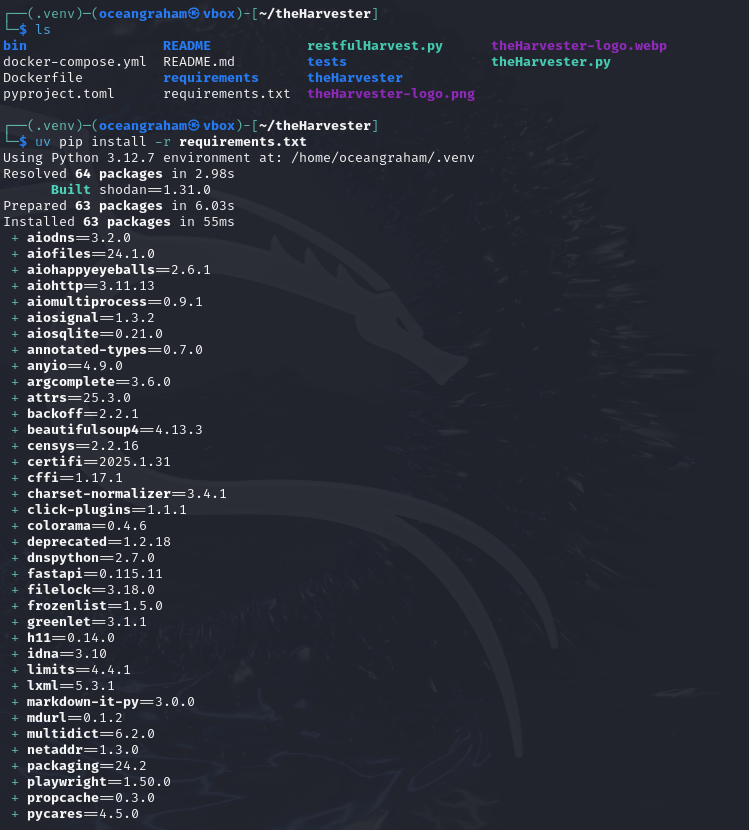 ┌──(.venv)─(oceangraham㉿vbox)-[~/theHarvester]
└─$ ls
bin                 README             restfulHarvest.py      theHarvester-logo.webp
docker-compose.yml  README.md          tests                  theHarvester.py
Dockerfile          requirements       theHarvester
pyproject.toml      requirements.txt   theHarvester-logo.png
┌──(.venv)─(oceangraham㉿vbox)-[~/theHarvester]
└─$ uv pip install -r requirements.txt
Using Python 3.12.7 environment at: /home/oceangraham/.venv
Resolved 64 packages in 2.98s
      Built shodan==1.31.0
Prepared 63 packages in 6.03s
Installed 63 packages in 55ms
 + aiodns==3.2.0
 + aiofiles==24.1.0
 + aiohappyeyeballs==2.6.1
 + aiohttp==3.11.13
 + aiomultiprocess==0.9.1
 + aiosignal==1.3.2
 + aiosqlite==0.21.0
 + annotated-types==0.7.0
 + anyio==4.9.0
 + argcomplete==3.6.0
 + attrs==25.3.0
 + backoff==2.2.1
 + beautifulsoup4==4.13.3
 + censys==2.2.16
 + certifi==2025.1.31
 + cffi==1.17.1
 + charset-normalizer==3.4.1
 + click-plugins==1.1.1
 + colorama==0.4.6
 + deprecated==1.2.18
 + dnspython==2.7.0
 + fastapi==0.115.11
 + filelock==3.18.0
 + frozenlist==1.5.0
 + greenlet==3.1.1
 + h11==0.14.0
 + idna==3.10
 + limits==4.4.1
 + lxml==5.3.1
 + markdown-it-py==3.0.0
 + mdurl==0.1.2
 + multidict==6.2.0
 + netaddr==1.3.0
 + packaging==24.2
 + playwright==1.50.0
 + propcache==0.3.0
 + pycares==4.5.0